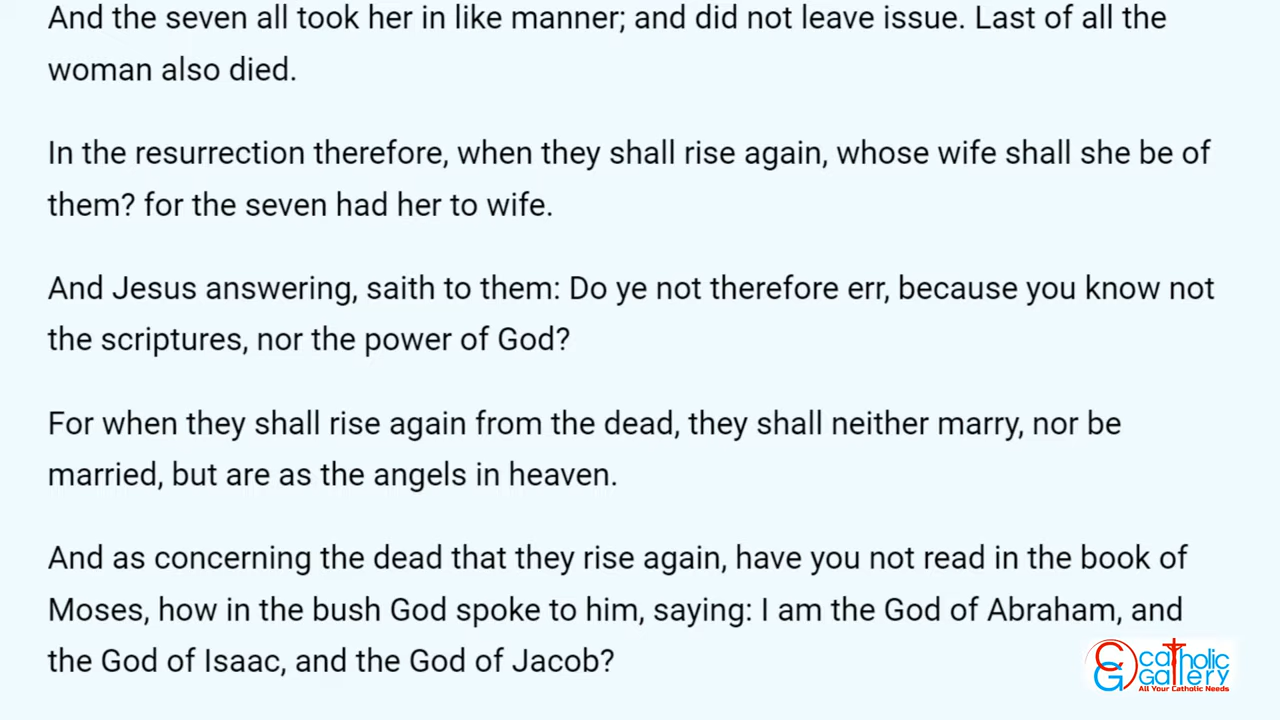 And the seven all took her in like manner; and did not leave issue. Last of all the
woman also died.
In the resurrection therefore, when they shall rise again, whose wife shall she be of
them? for the seven had her to wife.
And Jesus answering, saith to them: Do ye not therefore err, because you know not
the scriptures, nor the power of God?
For when they shall rise again from the dead, they shall neither marry, nor be
married, but are as the angels in heaven.
And as concerning the dead that they rise again, have you not read in the book of
Moses, how in the bush God spoke to him, saying: I am the God of Abraham, and
the God of Isaac, and the God of Jacob?
CG catholic
Gallery
All Your Catholic Needs